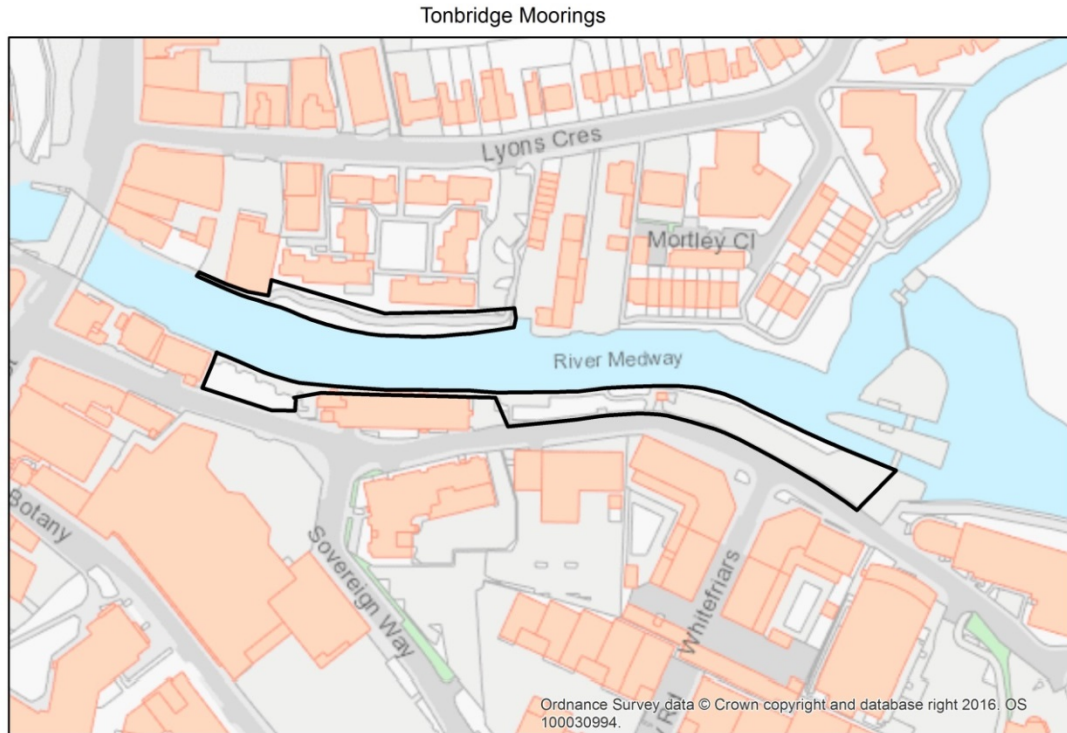 Tonbridge Moorings
Lyons Cres
Mortley Cl
River Medway
Botany
Sovereign Way
Whitefriars
Rd
Ordnance Survey data © Crown copyright and database right 2016. OS
100030994.